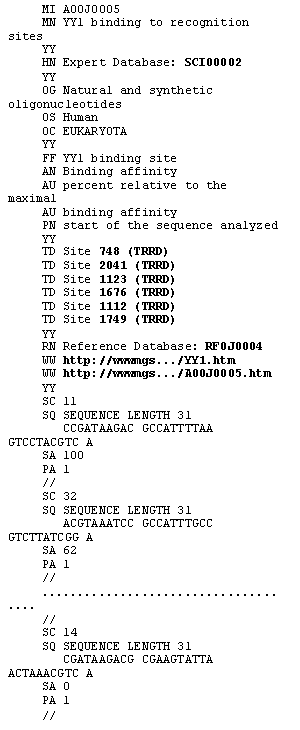 MI A00J0005
MN YY1 binding to recognition
sites
YY
HN Expert Database: SCI00002
YY
OG Natural and synthetic
oligonucleotides
OS Human
OC EUKARYOTA
YY
FF YY1 binding site
AN Binding affinity
AU percent relative to the
maximal
AU binding affinity
PN start of the sequence analyzed
YY
TD Site 748 (TRRD)
TD Site 2041 (TRRD)
TD Site 1123 (TRRD)
TD Site 1676 (TRRD)
TD Site 1112 (TRRD)
TD Site 1749 (TRRD)
YY
RN Reference Database: RF0J0004
WW http://wwwmgs.../YY1.htm
WW http://wwwmgs.../A00J0005.htm
YY
SC 11
SQ SEQUENCE LENGTH 31
CCGATAAGAC GCCATTTTAA
GTCCTACGTC A
SA 100
PA 1
//
SC 32
SQ SEQUENCE LENGTH 31
ACGTAAATCC GCCATTTGCC
GTCTTATCGG A
SA 62
PA 1
//
.................................
....
//
SC 14
SQ SEQUENCE LENGTH 31
CGATAAGACG CGAAGTATTA
ACTAAACGTC A
SA 0
PA 1
//